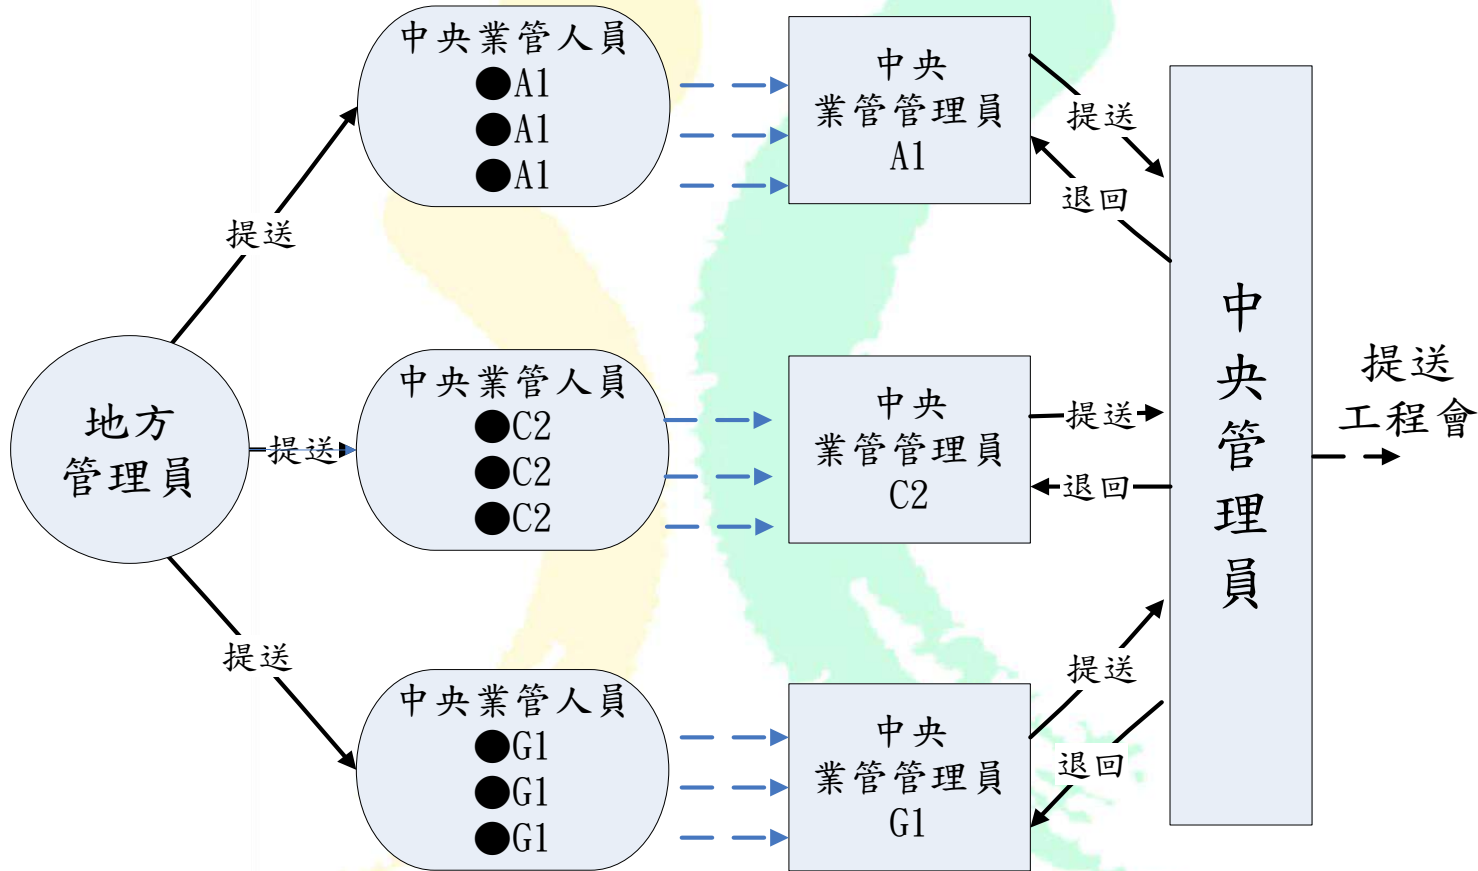 地方
管理員
提送
提送
提送
中央業管人員
●A1
●A1
●A1
中央業管人員
●C2
●C2
●C2
中央業管人員
●G1
●G1
●G1
中央
業管管理員
A1
中央
業管管理員
C2
中央
業管管理員
G1
提送
退回
提送
退回
提送
退回
中央管理員
提送
工程會